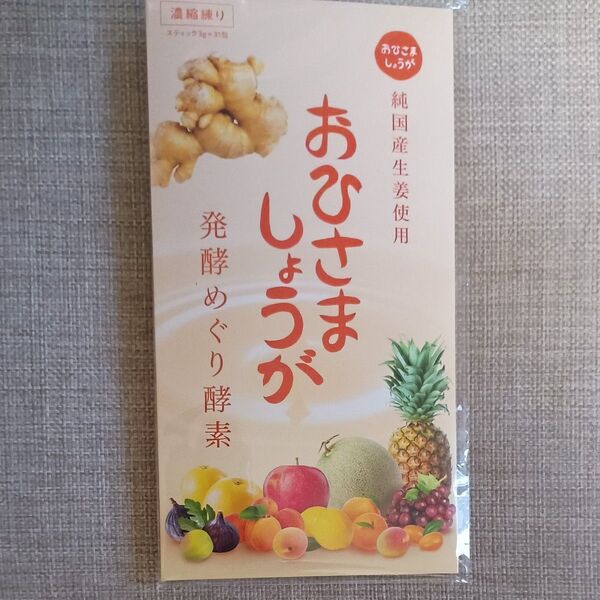 濃縮練り
スティック3g×31包
おひさま
しょうが
純国産生姜使用
おひさま
しょうが
発酵めぐり酵素